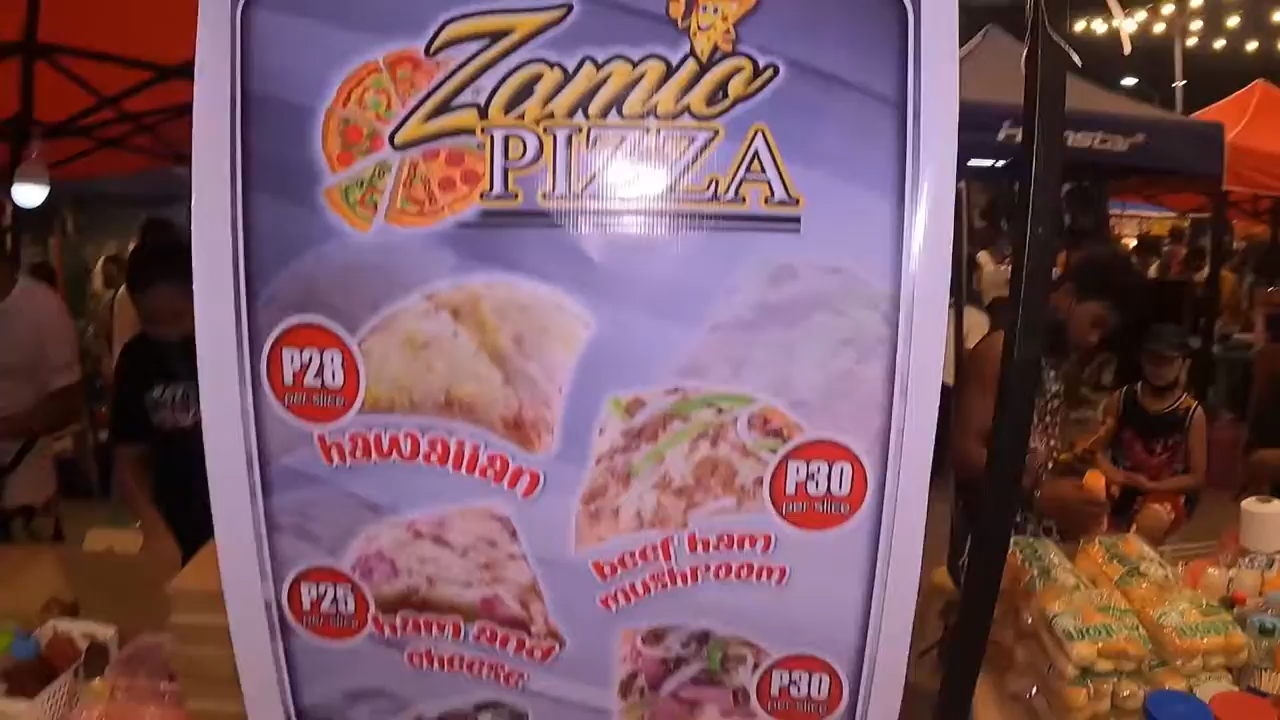 Zamio
PIZZA
P28
per slice
hawaiian
P30
per slice
beef ham
mushroom
P25
per slice
ham and
cheese
P30
per slice